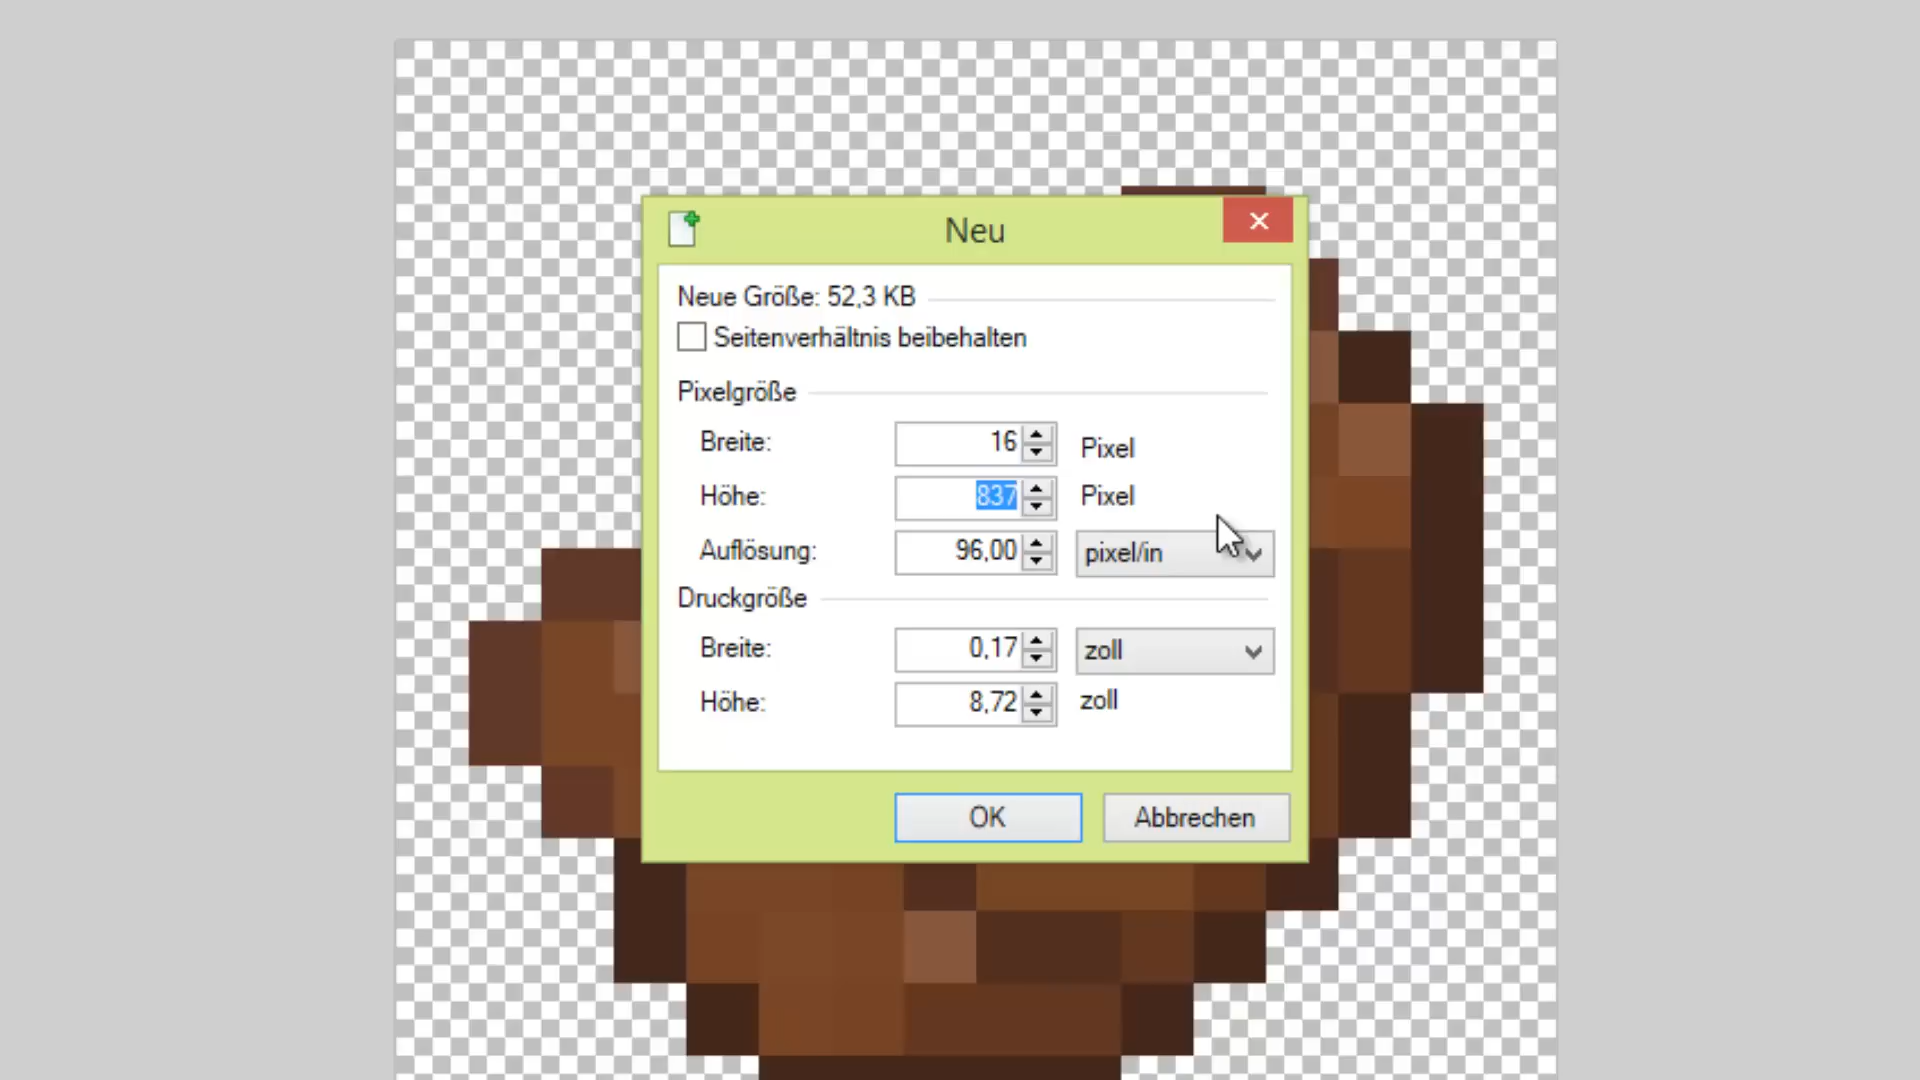 Neu
Neue Größe: 52,3 KB
Seitenverhältnis beibehalten
Pixelgröße
Breite: 16 Pixel
Höhe: 837 Pixel
Auflösung: 96,00 pixel/in
Druckgröße
Breite: 0,17 zoll
Höhe: 8,72 zoll
OK Abbrechen